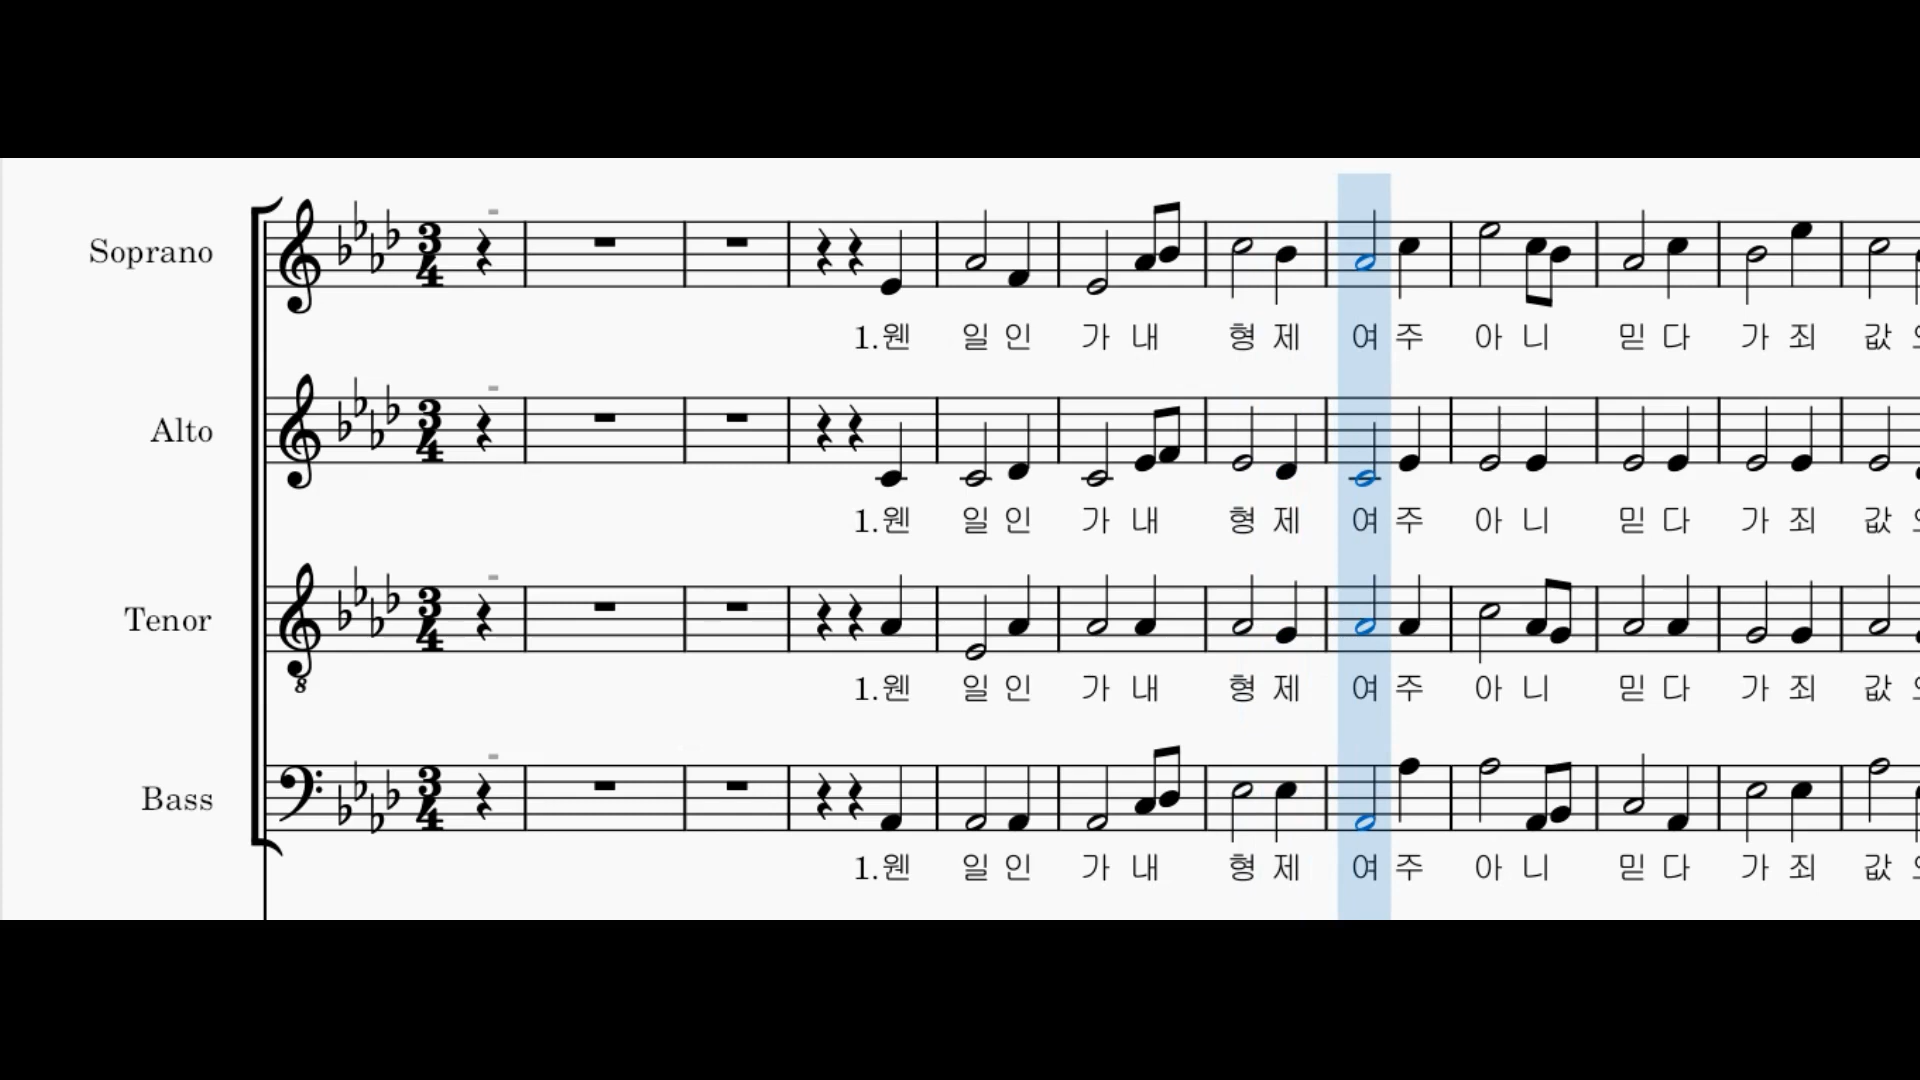 Soprano
1.웬 일 인 가 내 형 제 여 주 아 니 믿 다 가 죄 값
Alto
1.웬 일 인 가 내 형 제 여 주 아 니 믿 다 가 죄 값
Tenor
1.웬 일 인 가 내 형 제 여 주 아 니 믿 다 가 죄 값
Bass
1.웬 일 인 가 내 형 제 여 주 아 니 믿 다 가 죄 값